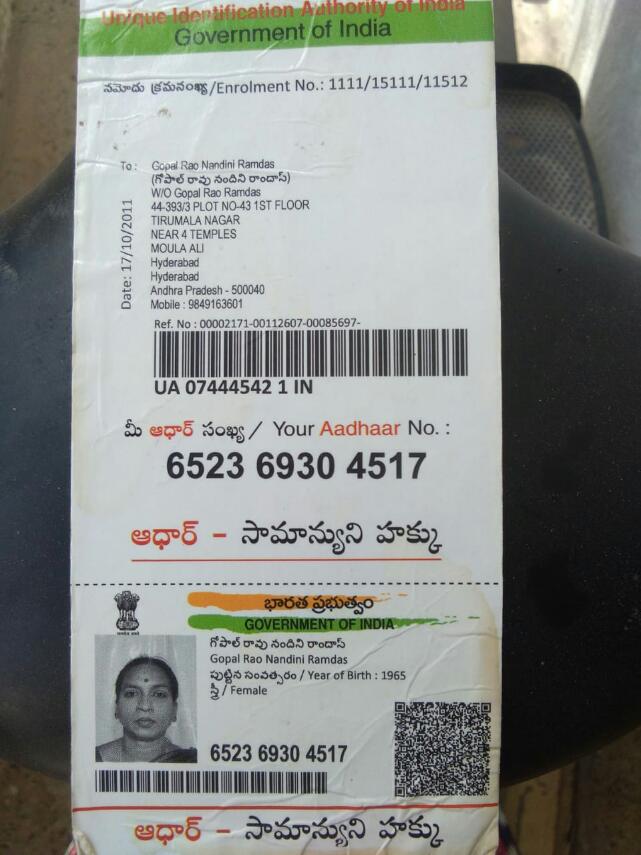 Unique Identification Authority of India
Government of India
నమోదు క్రమసంఖ్య/Enrolment No.: 1111/15111/11512
To : Gopal Rao Nandini Ramdas
(గోపాల్ రావు నందిని రాందాస్)
W/O Gopal Rao Ramdas
44-393/3 PLOT NO-43 1ST FLOOR
TIRUMALA NAGAR
NEAR 4 TEMPLES
MOULA ALI
Hyderabad
Hyderabad
Andhra Pradesh - 500040
Mobile : 9849163601
Date: 17/10/2011
Ref. No : 00002171-00112607-00085697-
UA 07444542 1 IN
మీ ఆధార్ సంఖ్య / Your Aadhaar No. :
6523 6930 4517
ఆధార్ – సామాన్యుని హక్కు
భారత ప్రభుత్వం
GOVERNMENT OF INDIA
గోపాల్ రావు నందిని రాందాస్
Gopal Rao Nandini Ramdas
పుట్టిన సంవత్సరం / Year of Birth : 1965
స్త్రీ / Female
6523 6930 4517
ఆధార్ – సామాన్యుని హక్కు